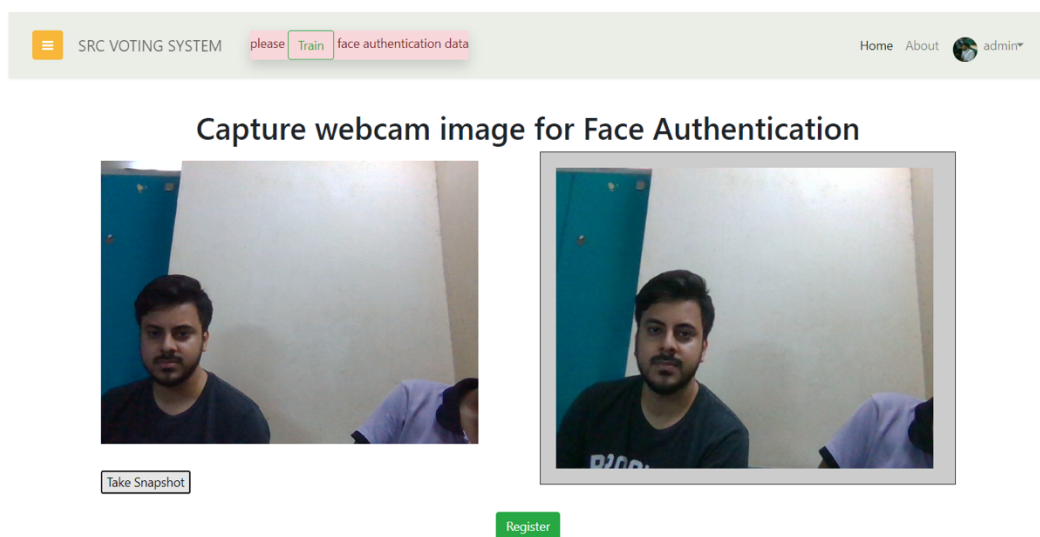 SRC VOTING SYSTEM please Train face authentication data Home About admin
Capture webcam image for Face Authentication
Take Snapshot
Register